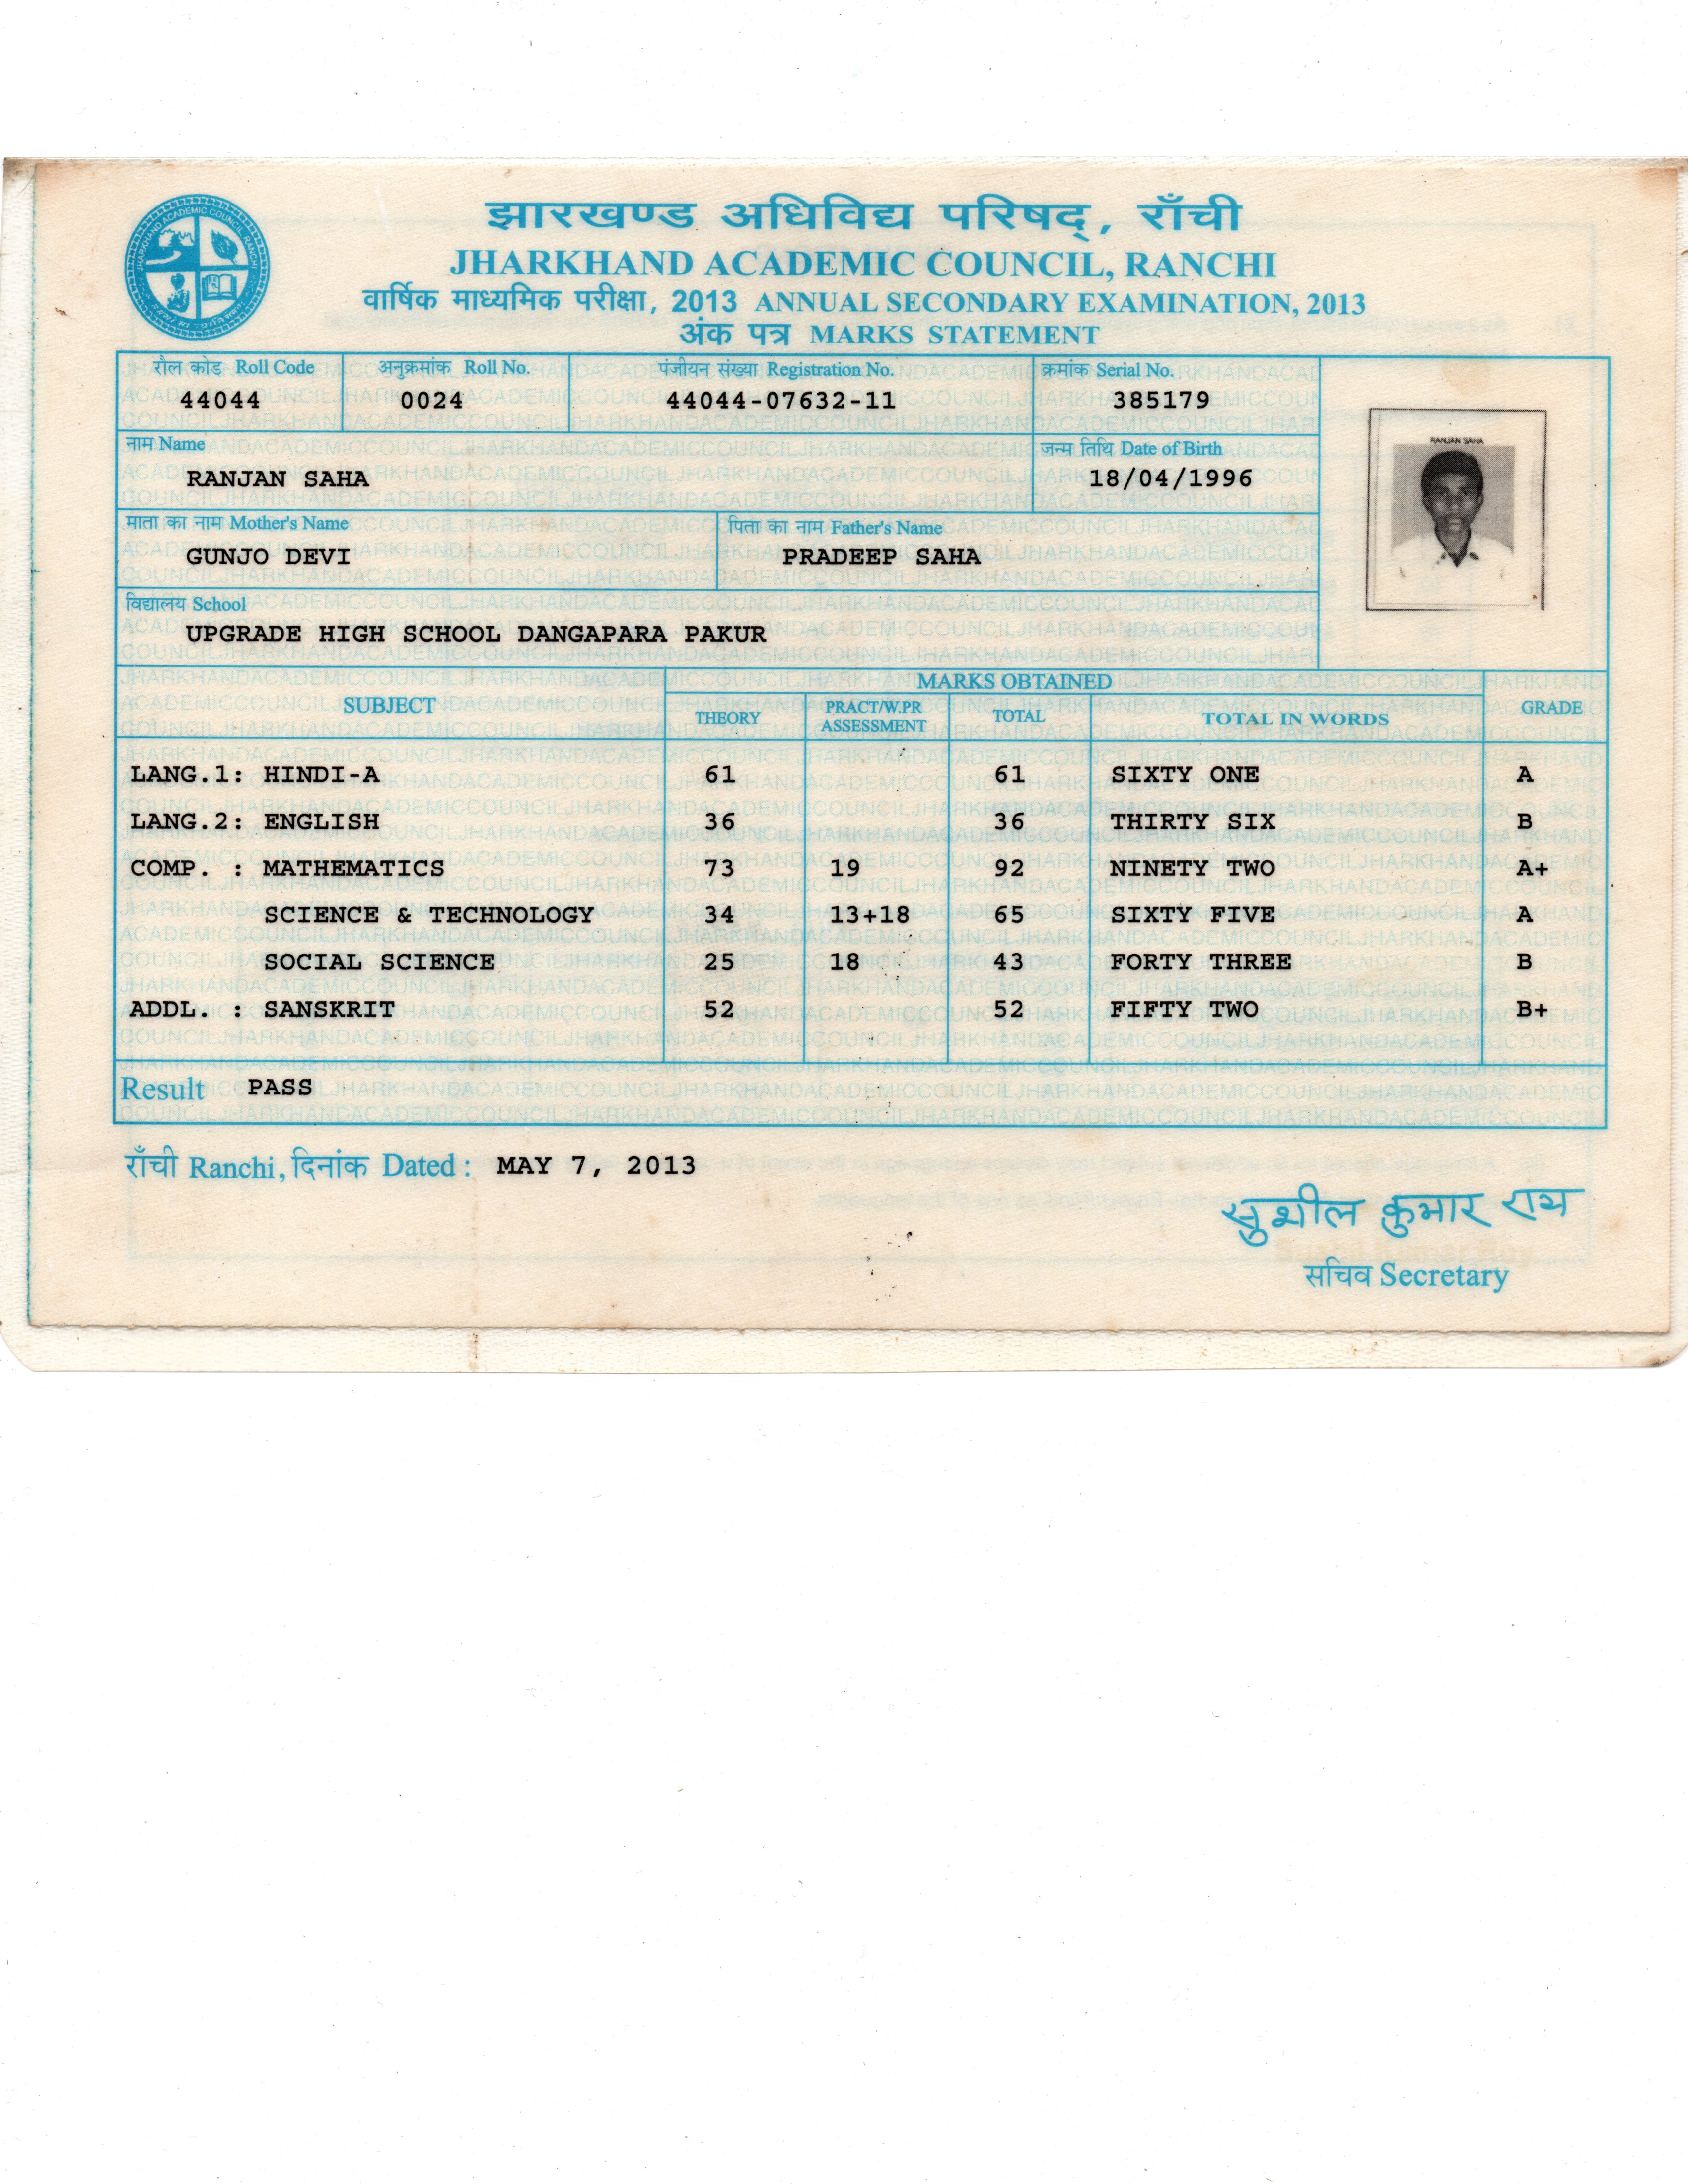 झारखण्ड अधिविद्य परिषद्, राँची
JHARKHAND ACADEMIC COUNCIL, RANCHI
वार्षिक माध्यमिक परीक्षा, 2013 ANNUAL SECONDARY EXAMINATION, 2013
अंक पत्र MARKS STATEMENT
रौल कोड Roll Code अनुक्रमांक Roll No. पंजीयन संख्या Registration No. क्रमांक Serial No.
44044 0024 44044-07632-11 385179
RANJAN SAHA
नाम Name जन्म तिथि Date of Birth
RANJAN SAHA 18/04/1996
माता का नाम Mother's Name पिता का नाम Father's Name
GUNJO DEVI PRADEEP SAHA
विद्यालय School
UPGRADE HIGH SCHOOL DANGAPARA PAKUR
MARKS OBTAINED
SUBJECT THEORY PRACT/W.PR ASSESSMENT TOTAL TOTAL IN WORDS GRADE
LANG.1: HINDI-A 61 61 SIXTY ONE A
LANG.2: ENGLISH 36 36 THIRTY SIX B
COMP. : MATHEMATICS 73 19 92 NINETY TWO A+
SCIENCE & TECHNOLOGY 34 13+18 65 SIXTY FIVE A
SOCIAL SCIENCE 25 18 43 FORTY THREE B
ADDL. : SANSKRIT 52 52 FIFTY TWO B+
Result PASS
राँची Ranchi, दिनांक Dated : MAY 7, 2013
सुशील कुमार राय
सचिव Secretary